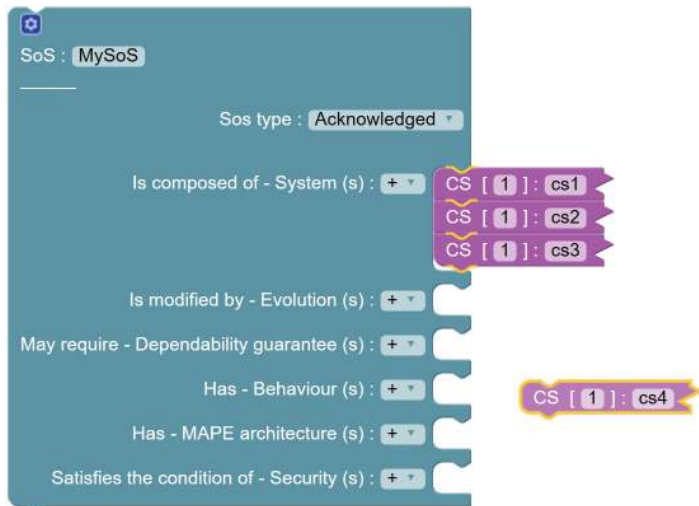 SoS : MySoS
Sos type : Acknowledged
Is composed of - System (s) : +
CS [ 1 ] : cs1
CS [ 1 ] : cs2
CS [ 1 ] : cs3
Is modified by - Evolution (s) : +
May require - Dependability guarantee (s) : +
Has - Behaviour (s) : +
CS [ 1 ] : cs4
Has - MAPE architecture (s) : +
Satisfies the condition of - Security (s) : +